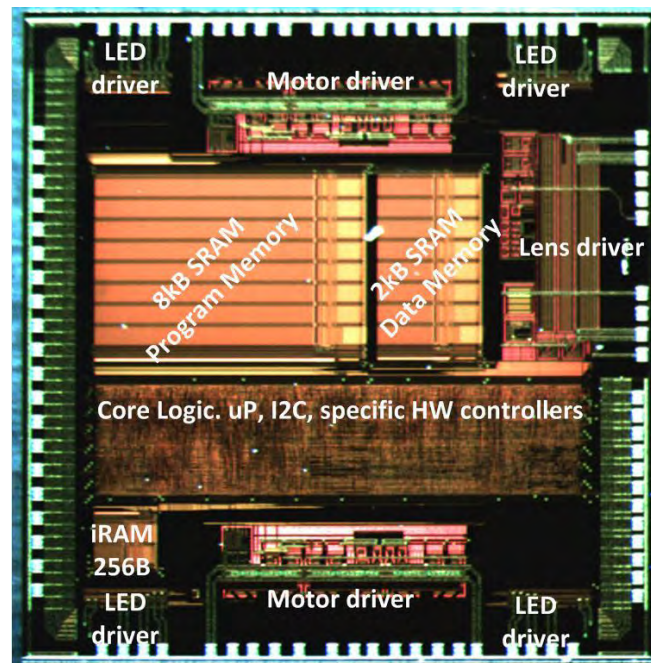 LED
driver
Motor driver
LED
driver
8kB SRAM
Program Memory
2kB SRAM
Data Memory
Lens driver
Core Logic. uP, I2C, specific HW controllers
iRAM
256B
LED
driver
Motor driver
LED
driver